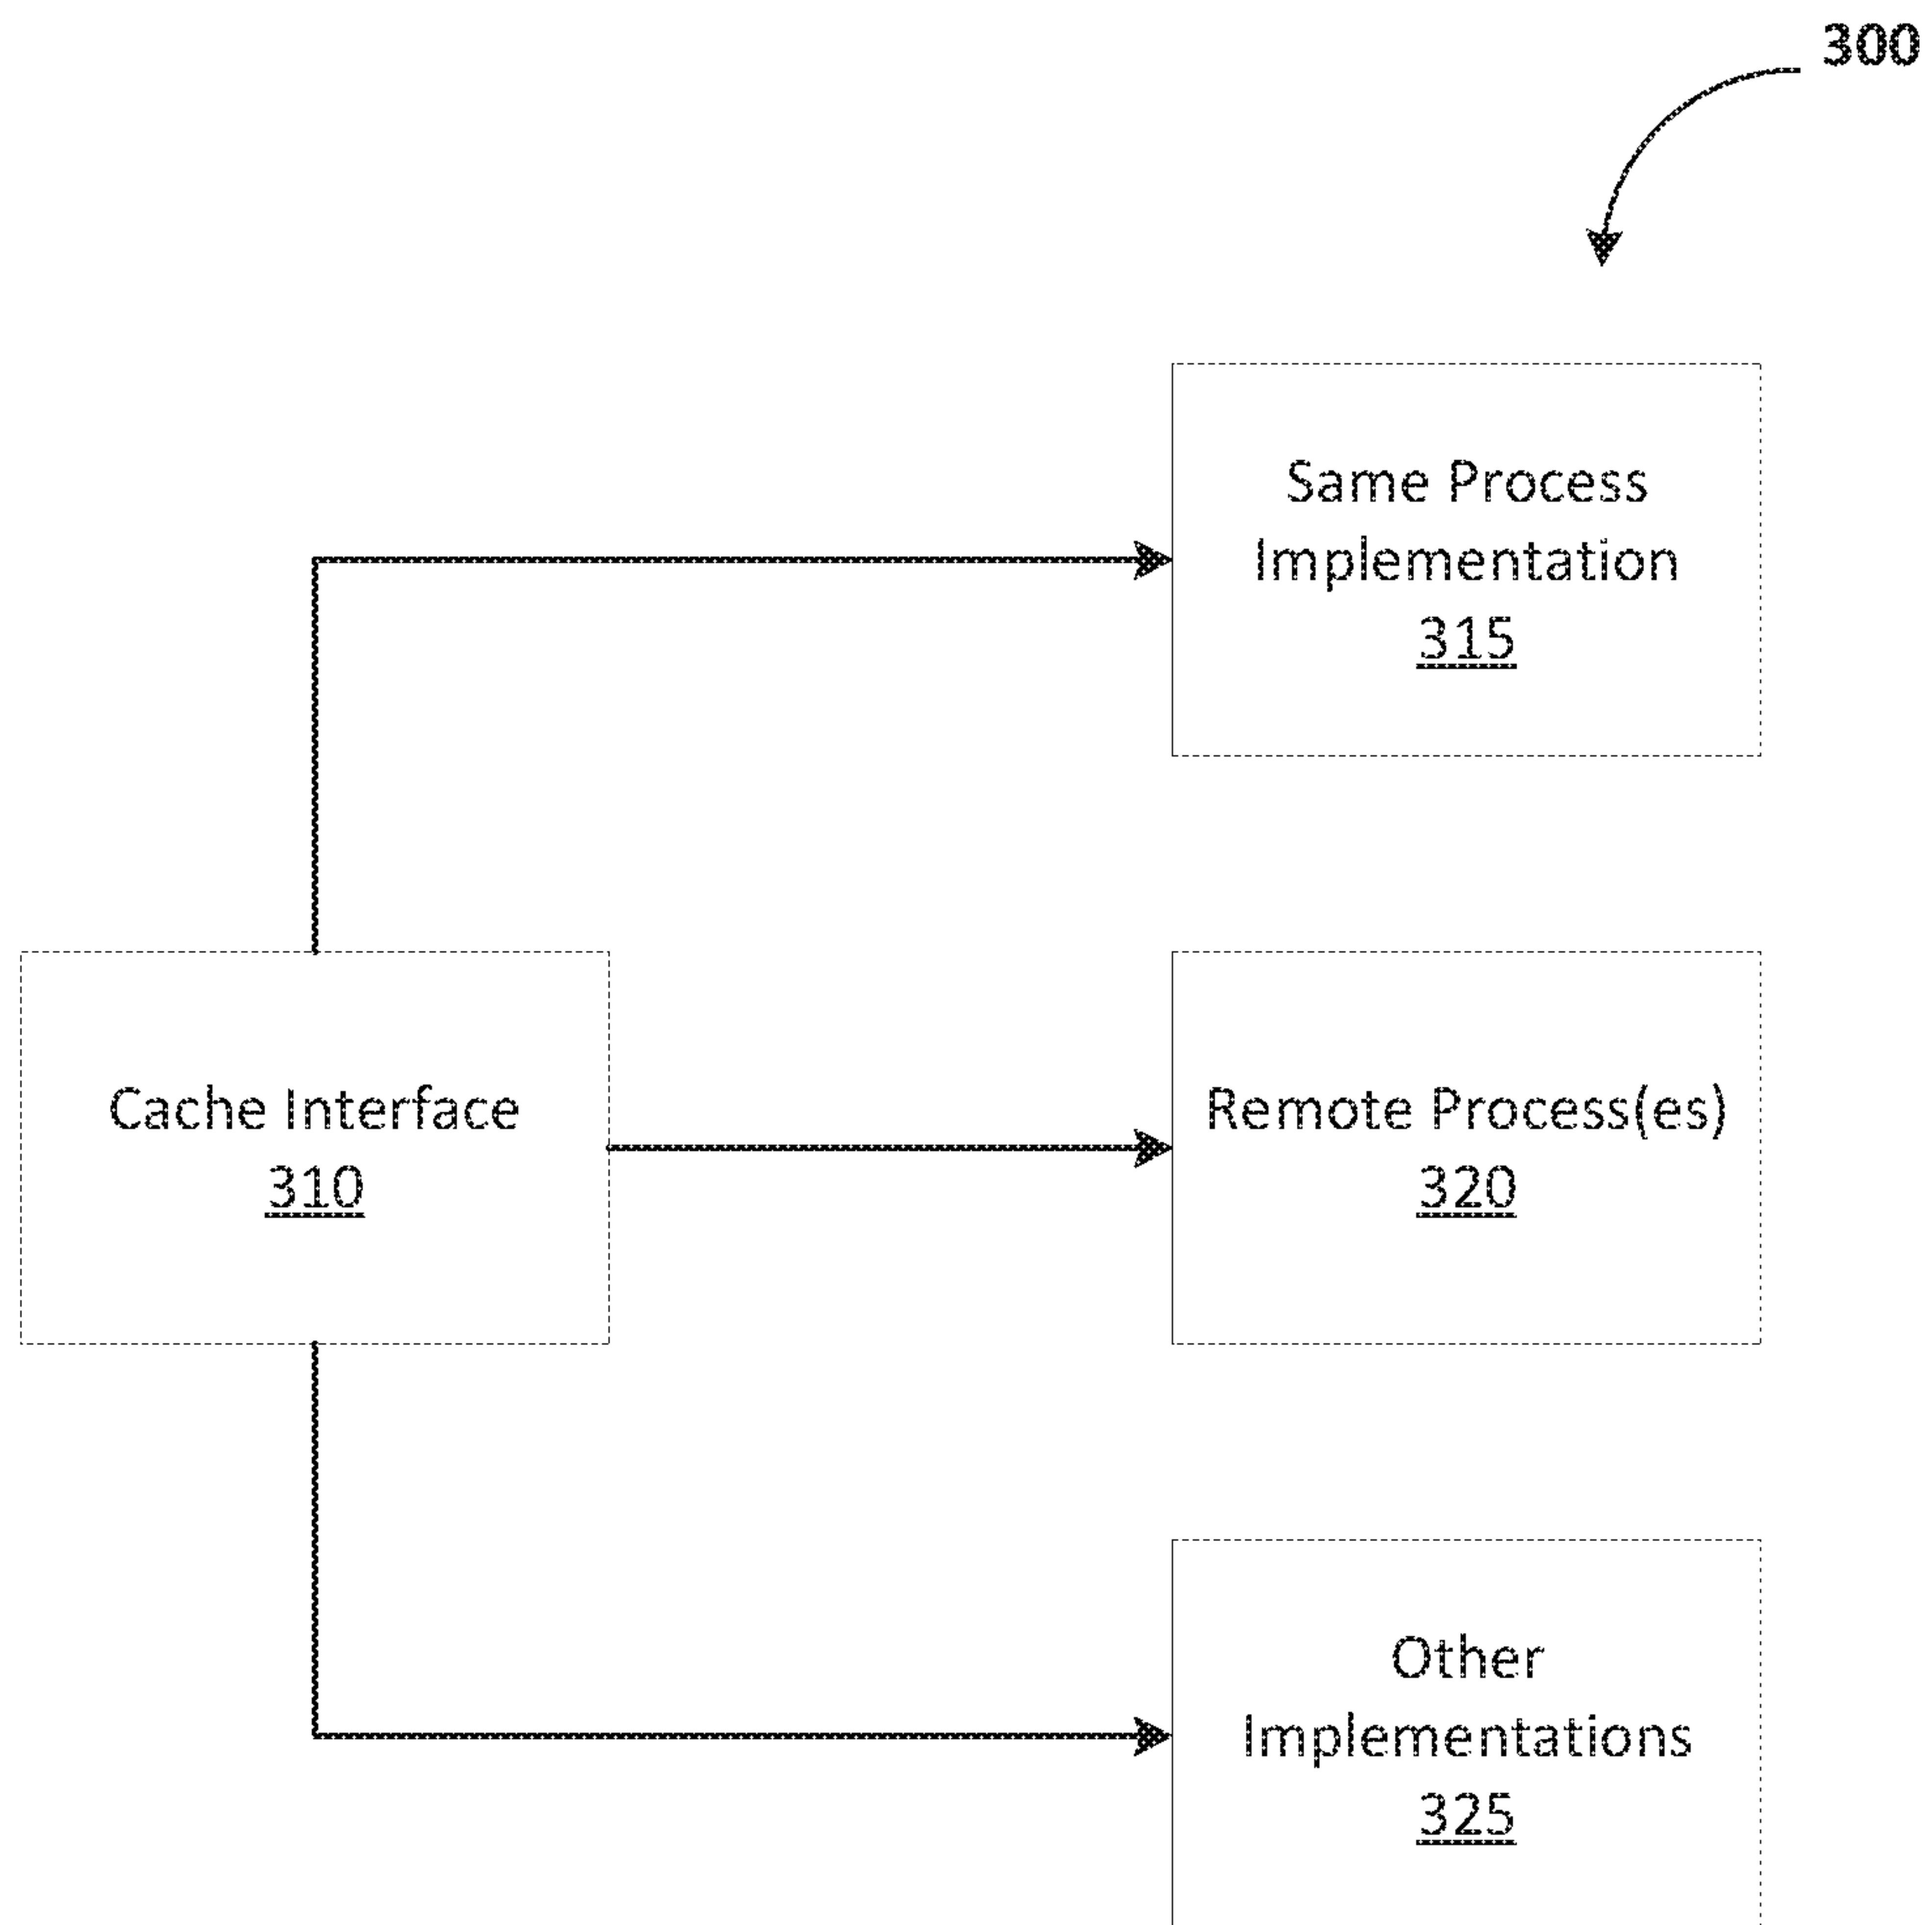 300
Same Process
Implementation
315
Cache Interface
310
Remote Process(es)
320
Other
Implementations
325